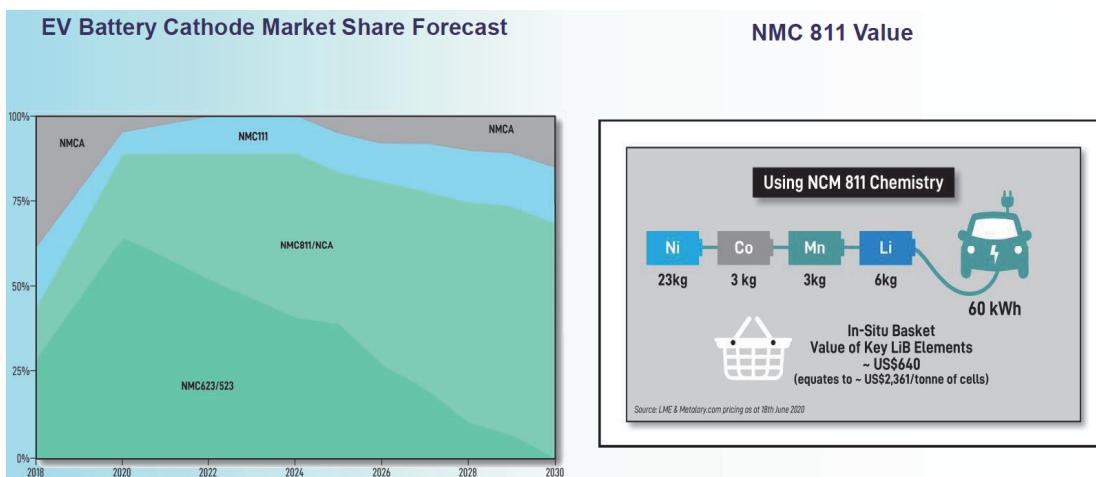 EV Battery Cathode Market Share Forecast
100%
75%
50%
25%
0%
NMCA
NMC111
NMCA
NMC811/NCA
NMC623/523
2018
2020
2022
2024
2026
2028
2030
NMC 811 Value
Using NCM 811 Chemistry
Ni
Co
Mn
Li
23kg
3 kg
3kg
6kg
60 kWh
In-Situ Basket
Value of Key LiB Elements
~ US$640
(equates to ~ US$2,361/tonne of cells)
Source: LME & Metalary.com pricing as at 18th June 2020